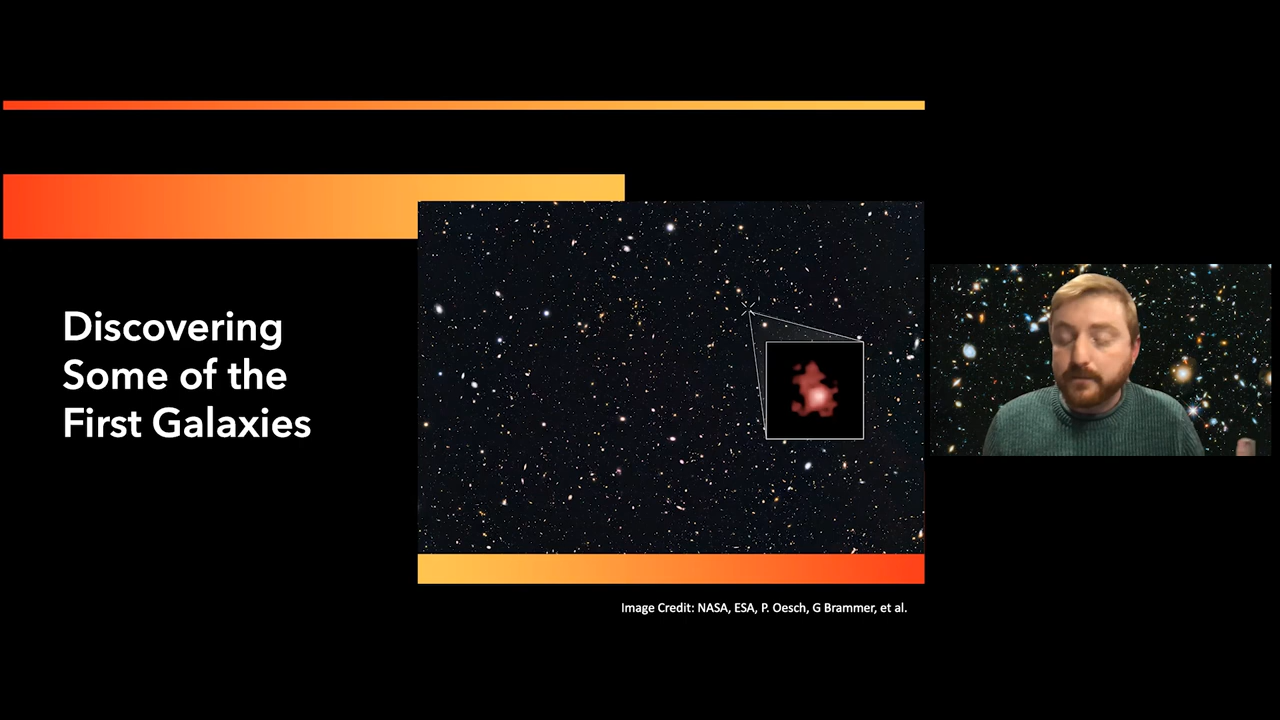 Discovering
Some of the
First Galaxies
Image Credit: NASA, ESA, P. Oesch, G Brammer, et al.